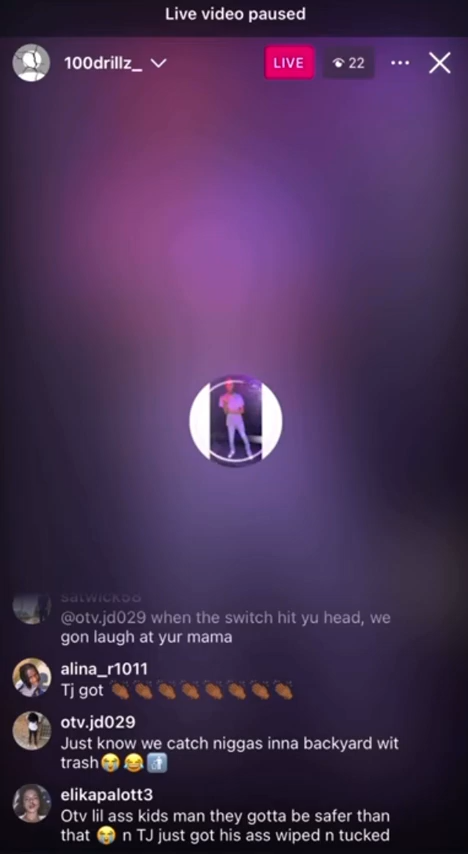 Live video paused
100drillz_
LIVE
22
satwick58
@otv.jd029 when the switch hit yu head, we
gon laugh at yur mama
alina_r1011
Tj got 👏🏾👏🏾👏🏾👏🏾👏🏾👏🏾👏🏾👏🏾
otv.jd029
Just know we catch niggas inna backyard wit
trash😭😂🚮
elikapalott3
Otv lil ass kids man they gotta be safer than
that 😭 n TJ just got his ass wiped n tucked